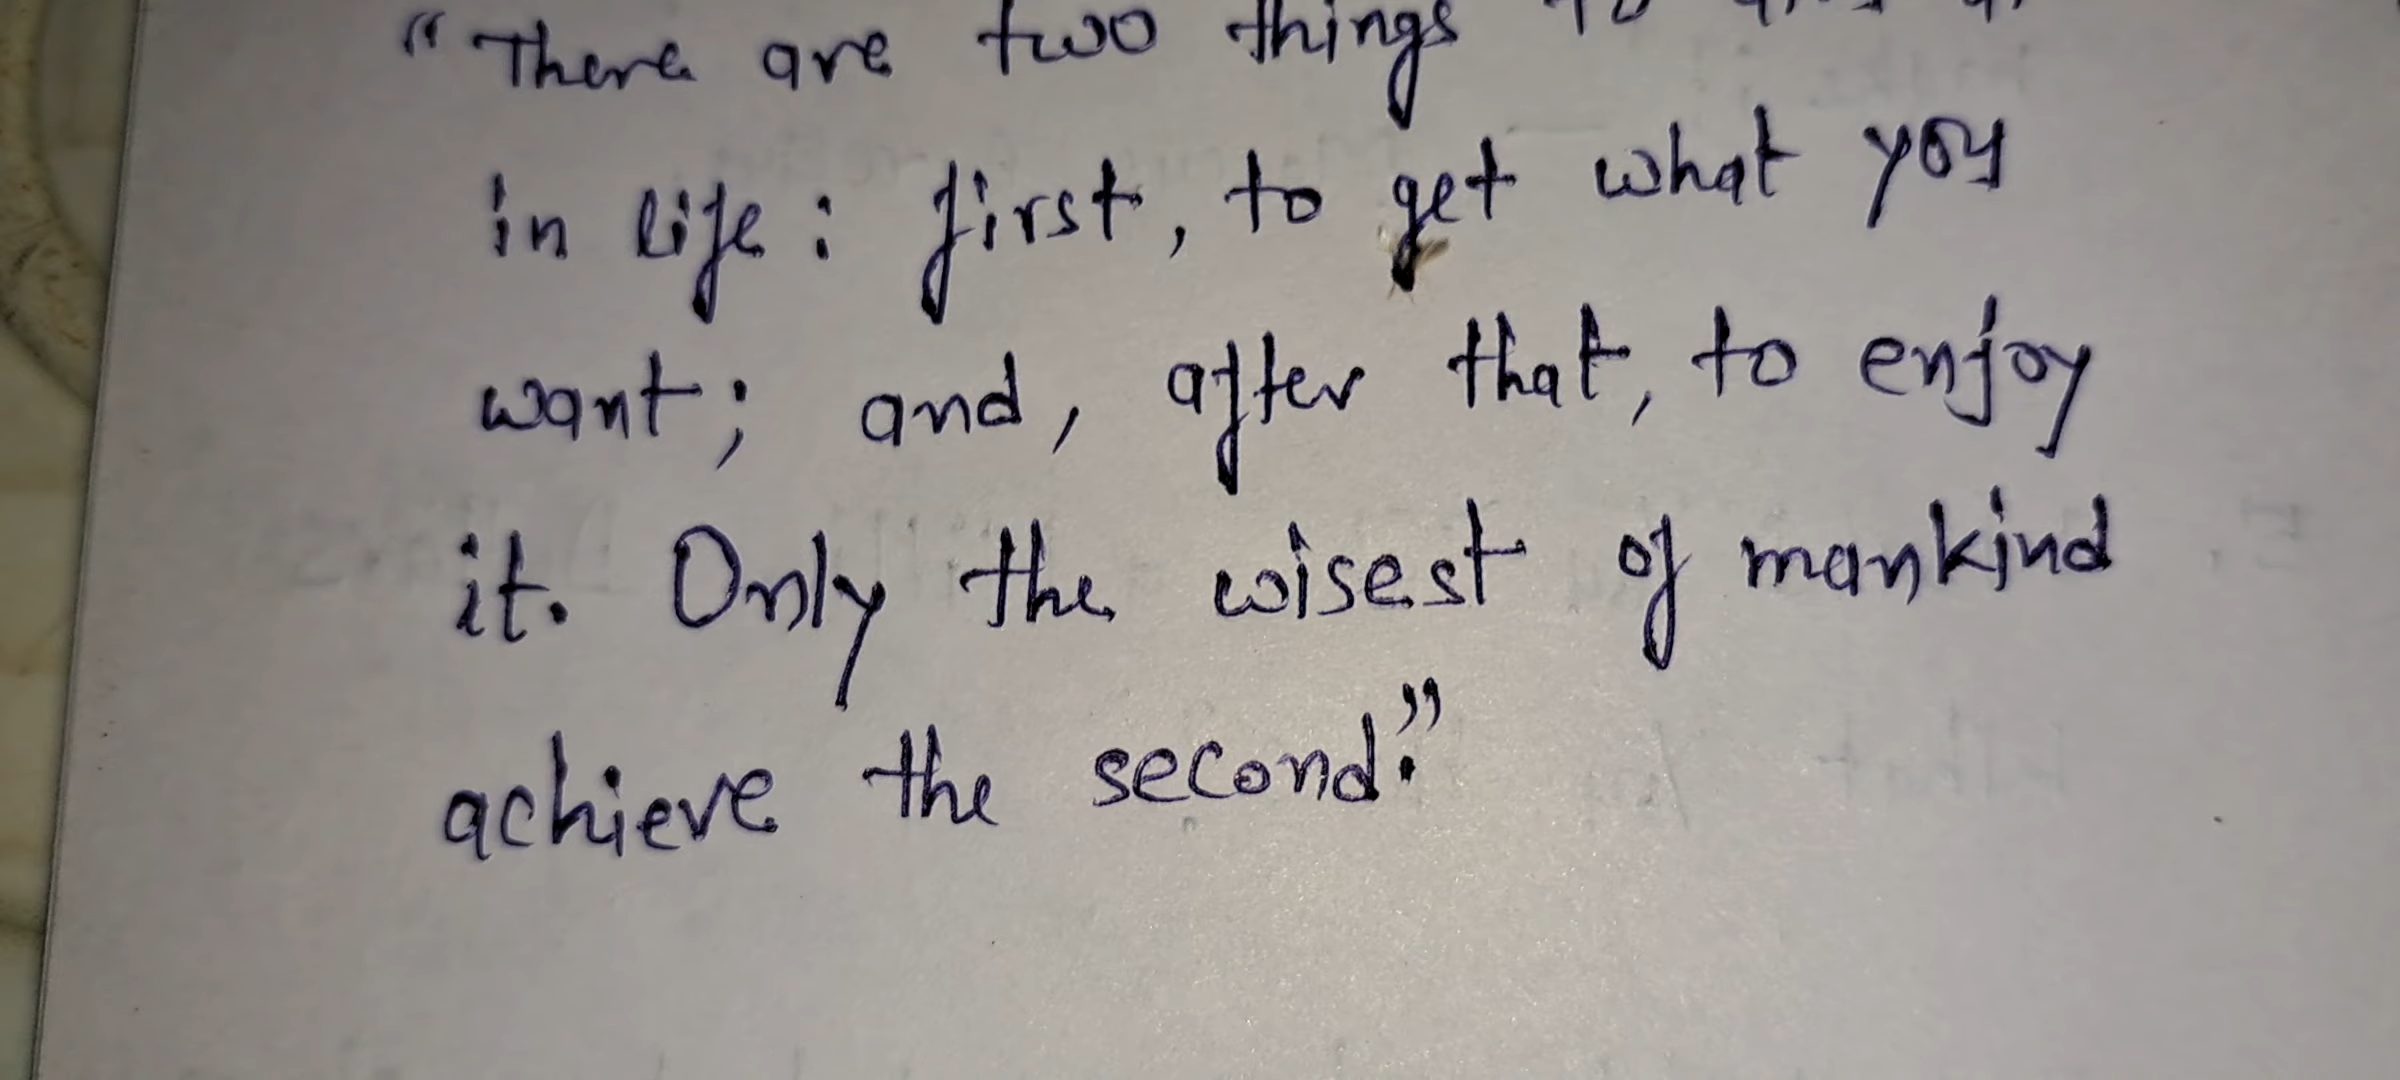 "There are two things to
in life: first, to get what you
want; and, after that, to enjoy
it. Only the wisest of mankind
achieve the second."